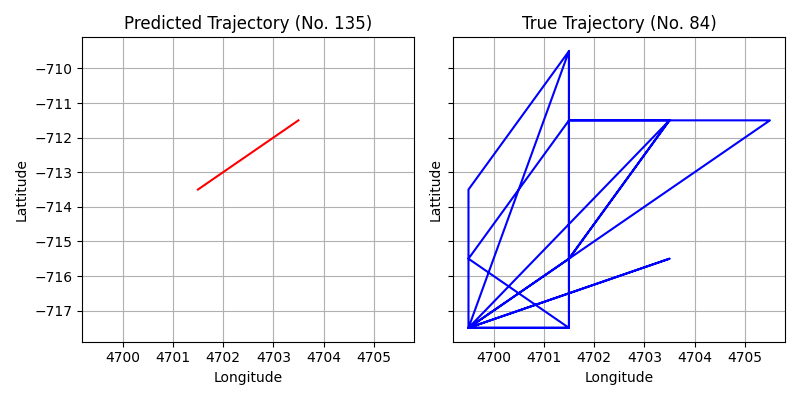 Predicted Trajectory (No. 135)
Lattitude
−710
−711
−712
−713
−714
−715
−716
−717
4700 4701 4702 4703 4704 4705
Longitude
True Trajectory (No. 84)
Lattitude
4700 4701 4702 4703 4704 4705
Longitude